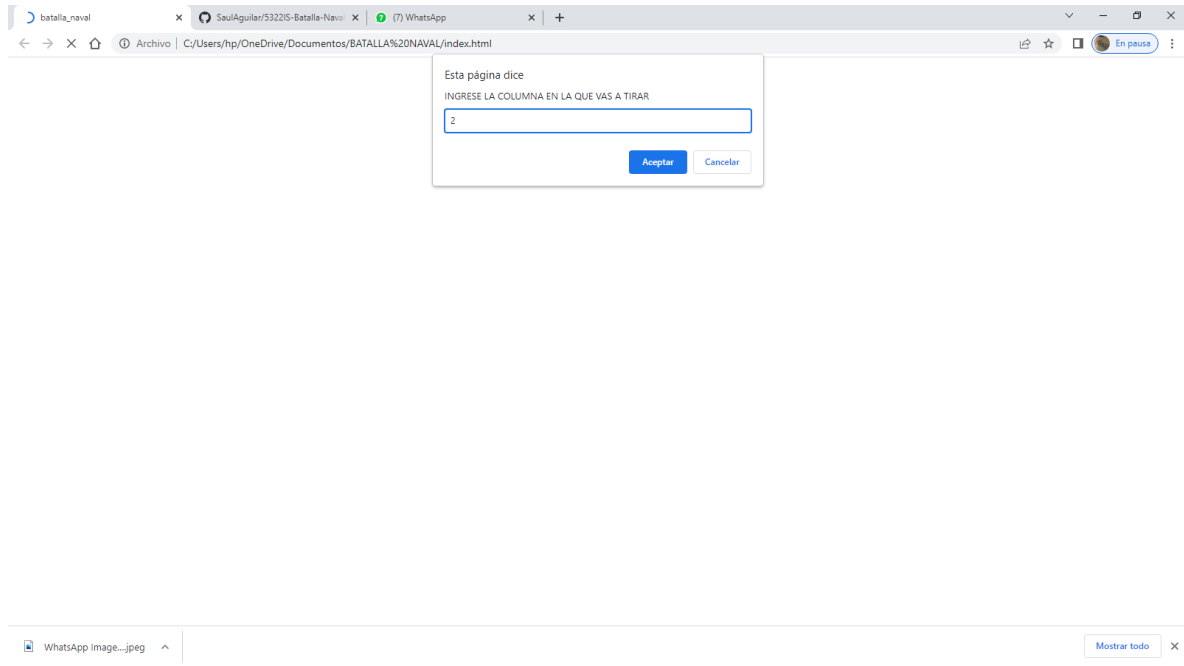 batalla_naval
SaulAguilar/5322IS-Batalla-Naval
7 (7) WhatsApp
Archivo C:/Users/hp/OneDrive/Documentos/BATALLA%20NAVAL/index.html
En pausa
Esta página dice
INGRESE LA COLUMNA EN LA QUE VAS A TIRAR
2
Aceptar Cancelar
WhatsApp Image....jpeg
Mostrar todo